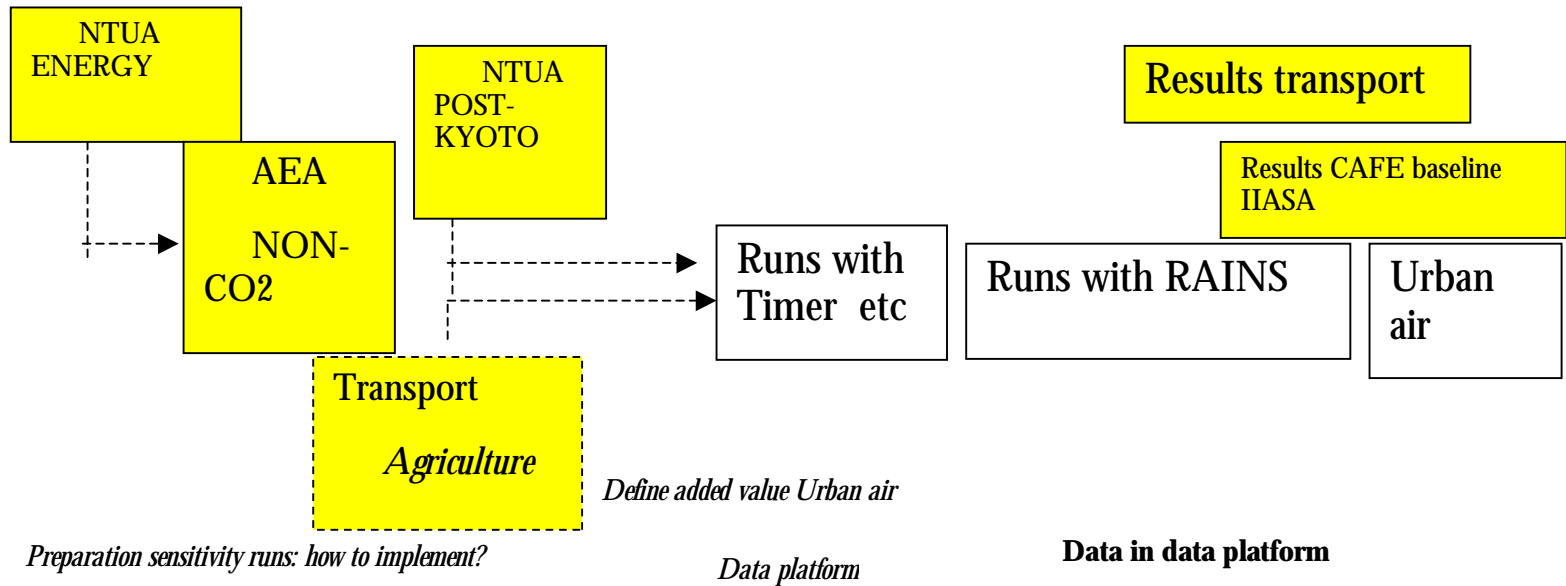 NTUA
ENERGY
AEA
NON-
CO2
NTUA
POST-
KYOTO
Transport
Agriculture
Runs with
Timer etc
Runs with RAINS
Results transport
Results CAFE baseline
IIASA
Urban
air
Define added value Urban air
Preparation sensitivity runs: how to implement?
Data platform
Data in data platform